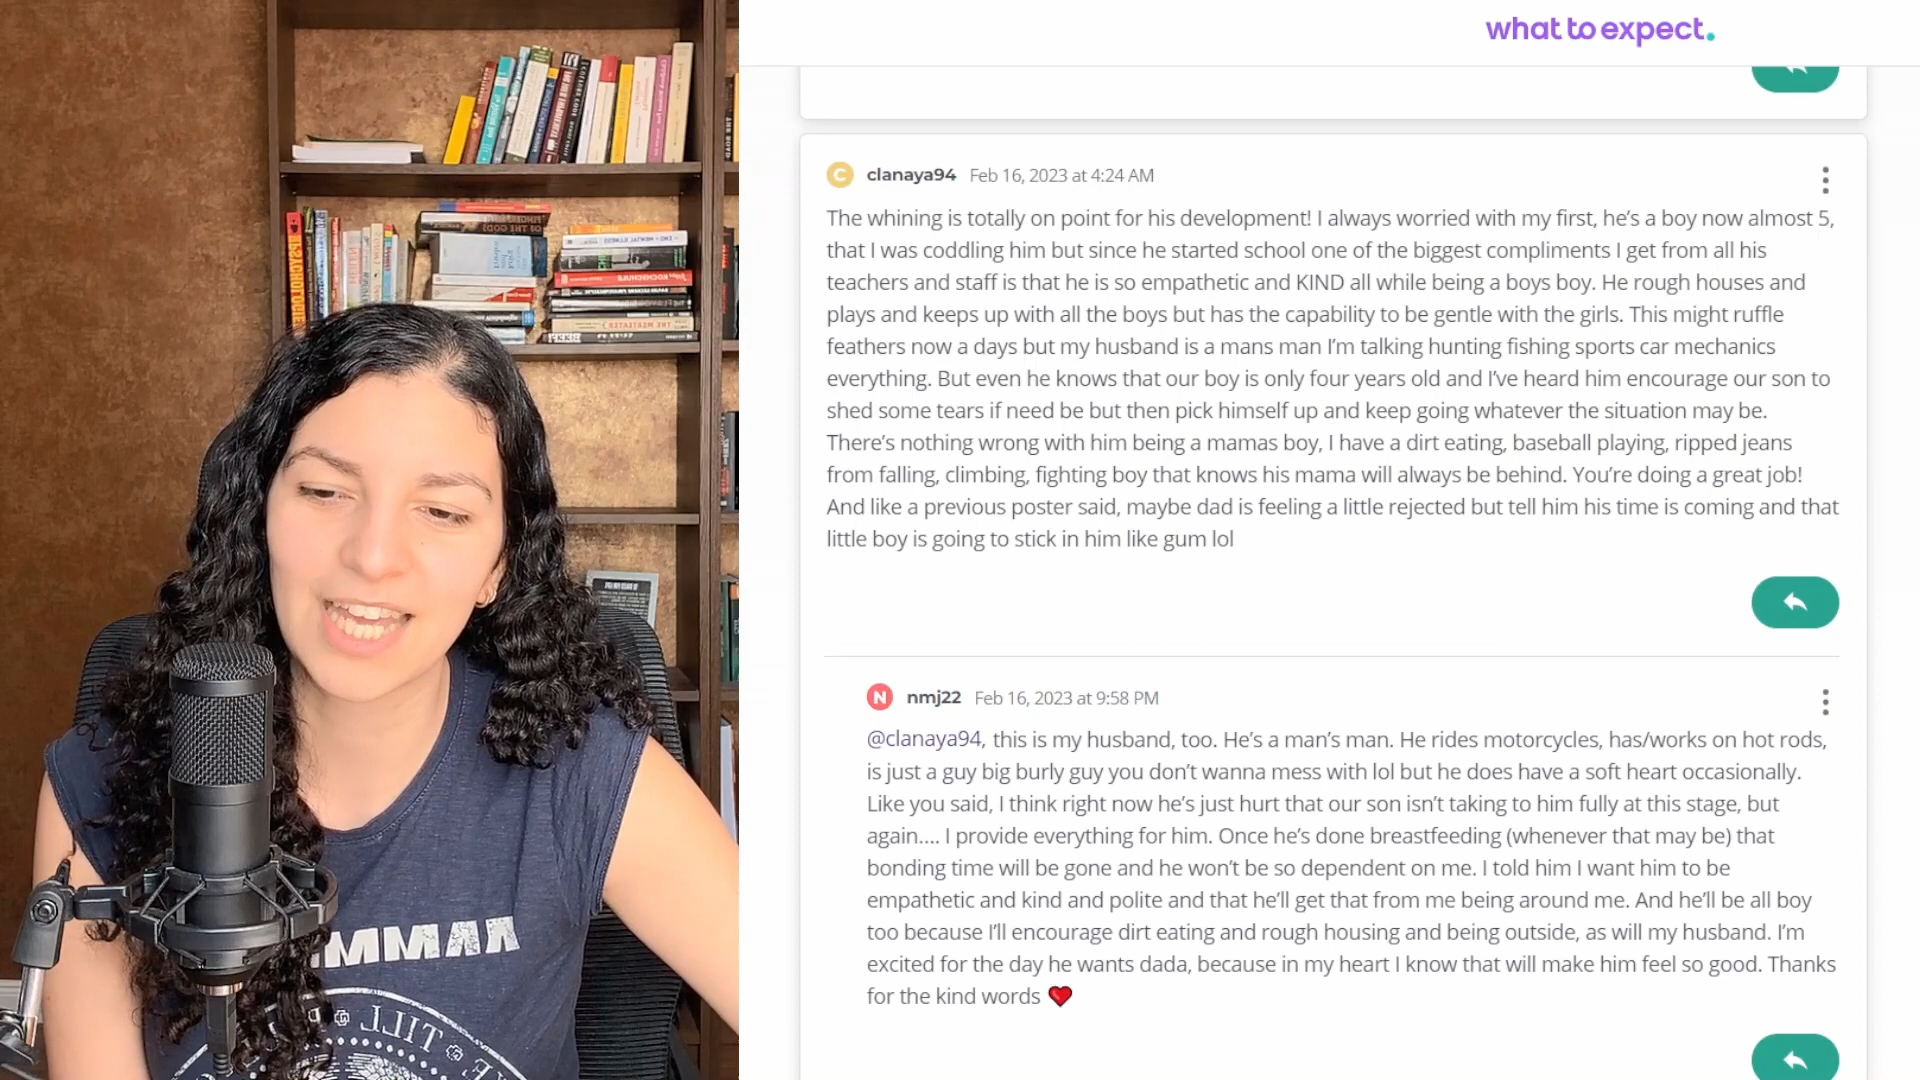 what to expect.
C clanaya94 Feb 16, 2023 at 4:24 AM
The whining is totally on point for his development! I always worried with my first, he's a boy now almost 5,
that I was coddling him but since he started school one of the biggest compliments I get from all his
teachers and staff is that he is so empathetic and KIND all while being a boys boy. He rough houses and
plays and keeps up with all the boys but has the capability to be gentle with the girls. This might ruffle
feathers now a days but my husband is a mans man I'm talking hunting fishing sports car mechanics
everything. But even he knows that our boy is only four years old and I've heard him encourage our son to
shed some tears if need be but then pick himself up and keep going whatever the situation may be.
There's nothing wrong with him being a mamas boy, I have a dirt eating, baseball playing, ripped jeans
from falling, climbing, fighting boy that knows his mama will always be behind. You're doing a great job!
And like a previous poster said, maybe dad is feeling a little rejected but tell him his time is coming and that
little boy is going to stick in him like gum lol
N nmj22 Feb 16, 2023 at 9:58 PM
@clanaya94, this is my husband, too. He's a man's man. He rides motorcycles, has/works on hot rods,
is just a guy big burly guy you don't wanna mess with lol but he does have a soft heart occasionally.
Like you said, I think right now he's just hurt that our son isn't taking to him fully at this stage, but
again.... I provide everything for him. Once he's done breastfeeding (whenever that may be) that
bonding time will be gone and he won't be so dependent on me. I told him I want him to be
empathetic and kind and polite and that he'll get that from me being around me. And he'll be all boy
too because I'll encourage dirt eating and rough housing and being outside, as will my husband. I'm
excited for the day he wants dada, because in my heart I know that will make him feel so good. Thanks
for the kind words ❤️